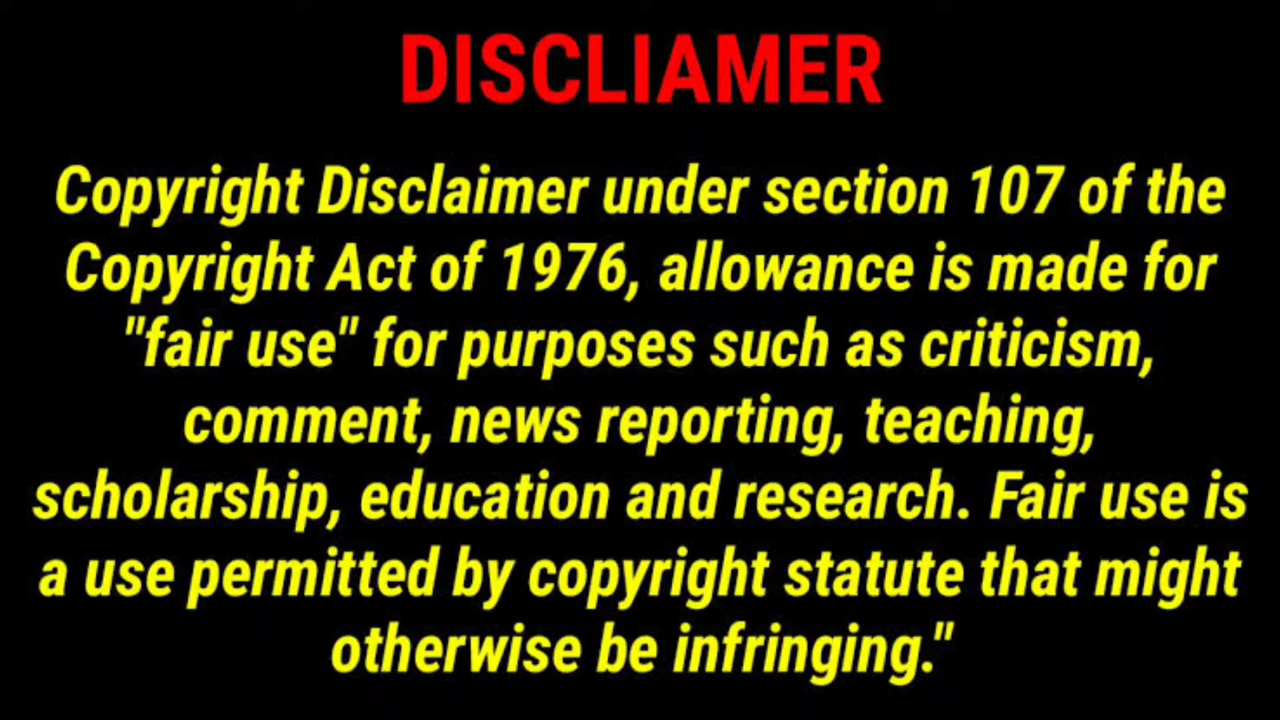 DISCLIAMER
Copyright Disclaimer under section 107 of the
Copyright Act of 1976, allowance is made for
"fair use" for purposes such as criticism,
comment, news reporting, teaching,
scholarship, education and research. Fair use is
a use permitted by copyright statute that might
otherwise be infringing."